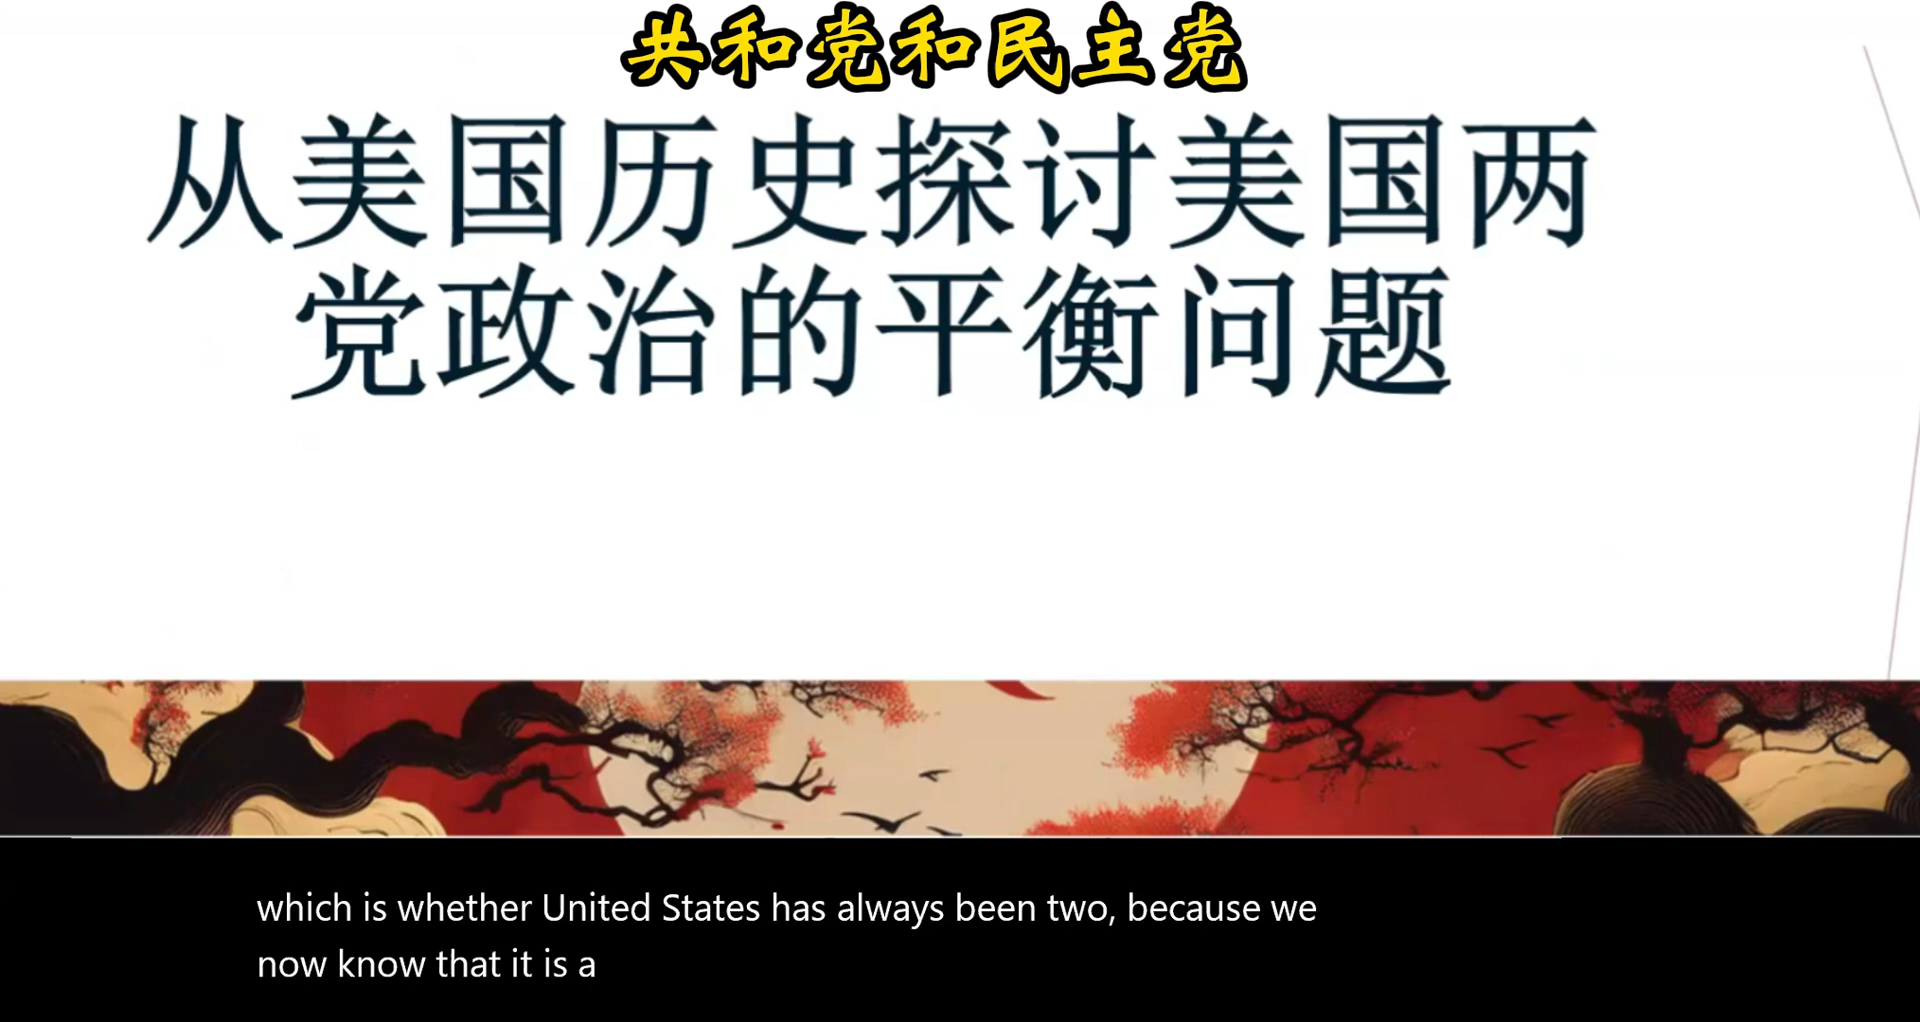 共和党和民主党
从美国历史探讨美国两
党政治的平衡问题
which is whether United States has always been two, because we
now know that it is a